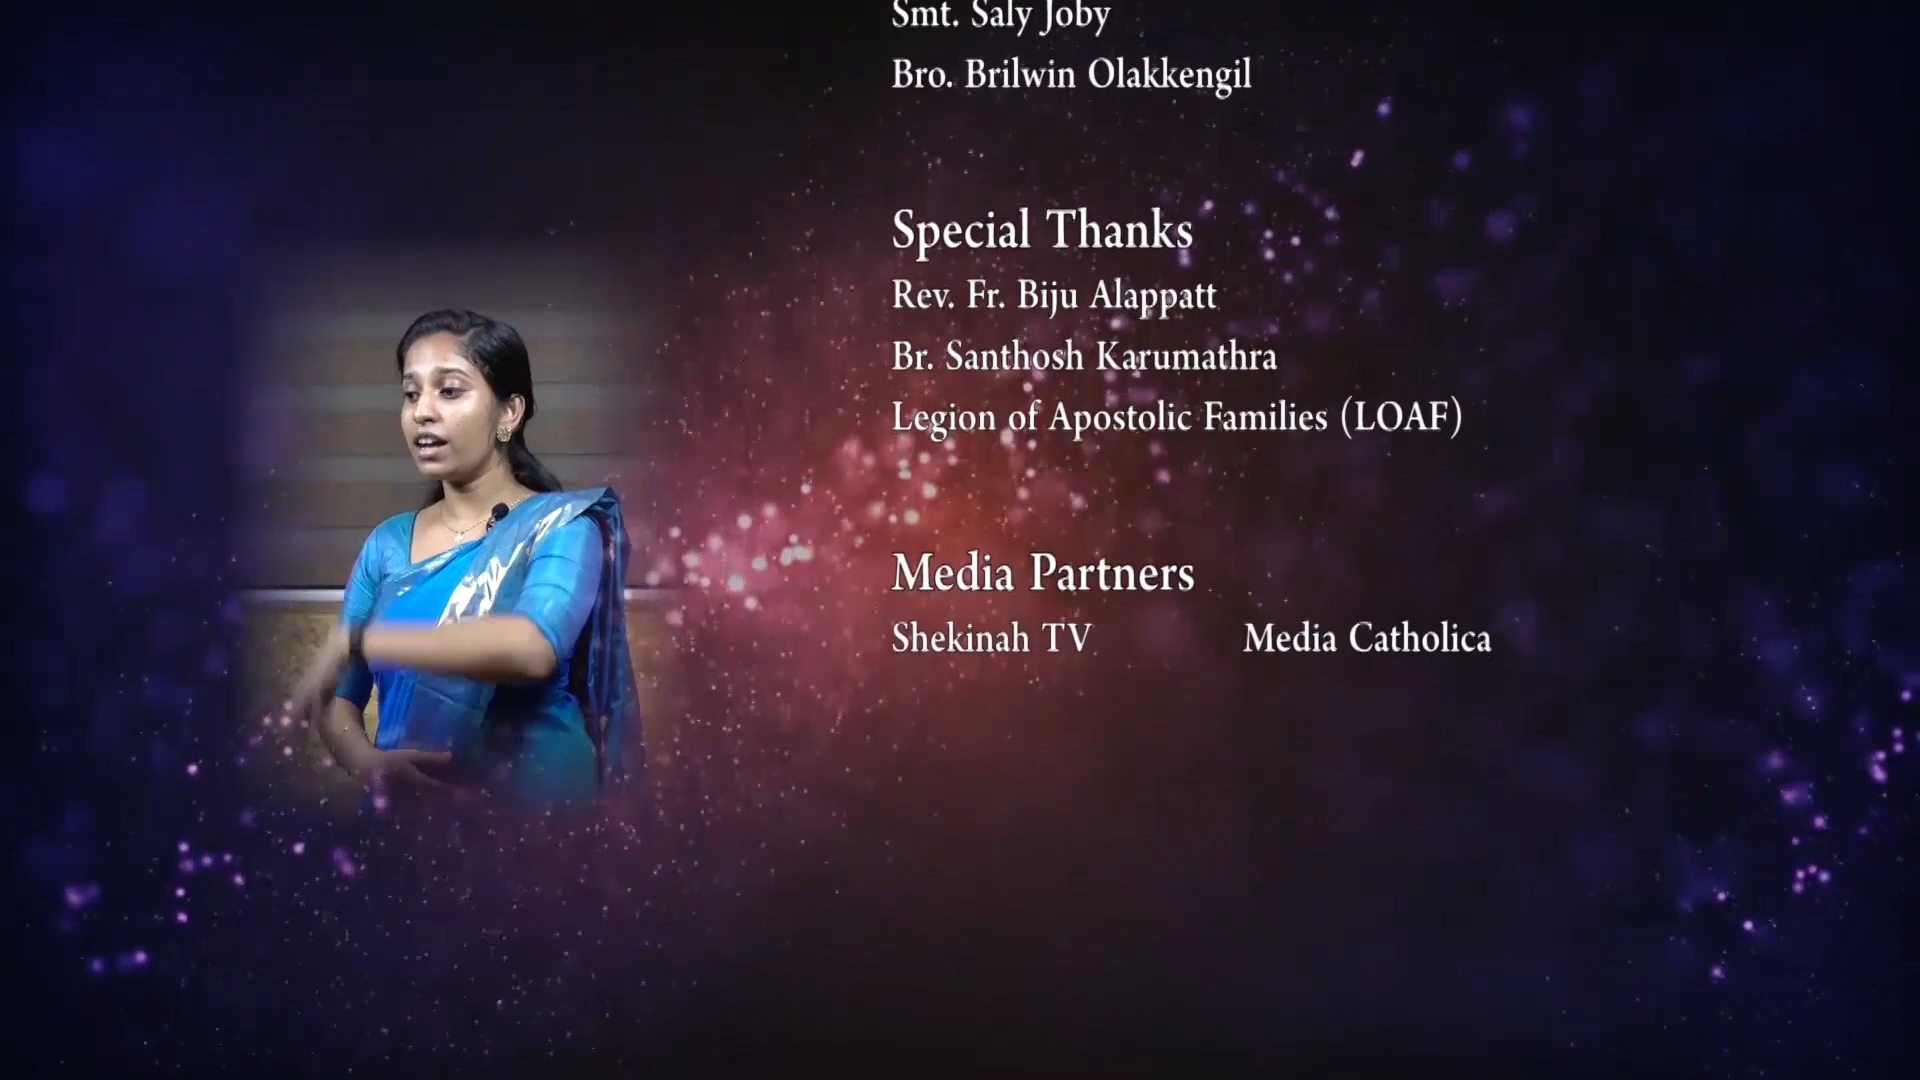 Smt. Saly Joby
Bro. Brilwin Olakkengil
Special Thanks
Rev. Fr. Biju Alappatt
Br. Santhosh Karumathra
Legion of Apostolic Families (LOAF)
Media Partners
Shekinah TV Media Catholica